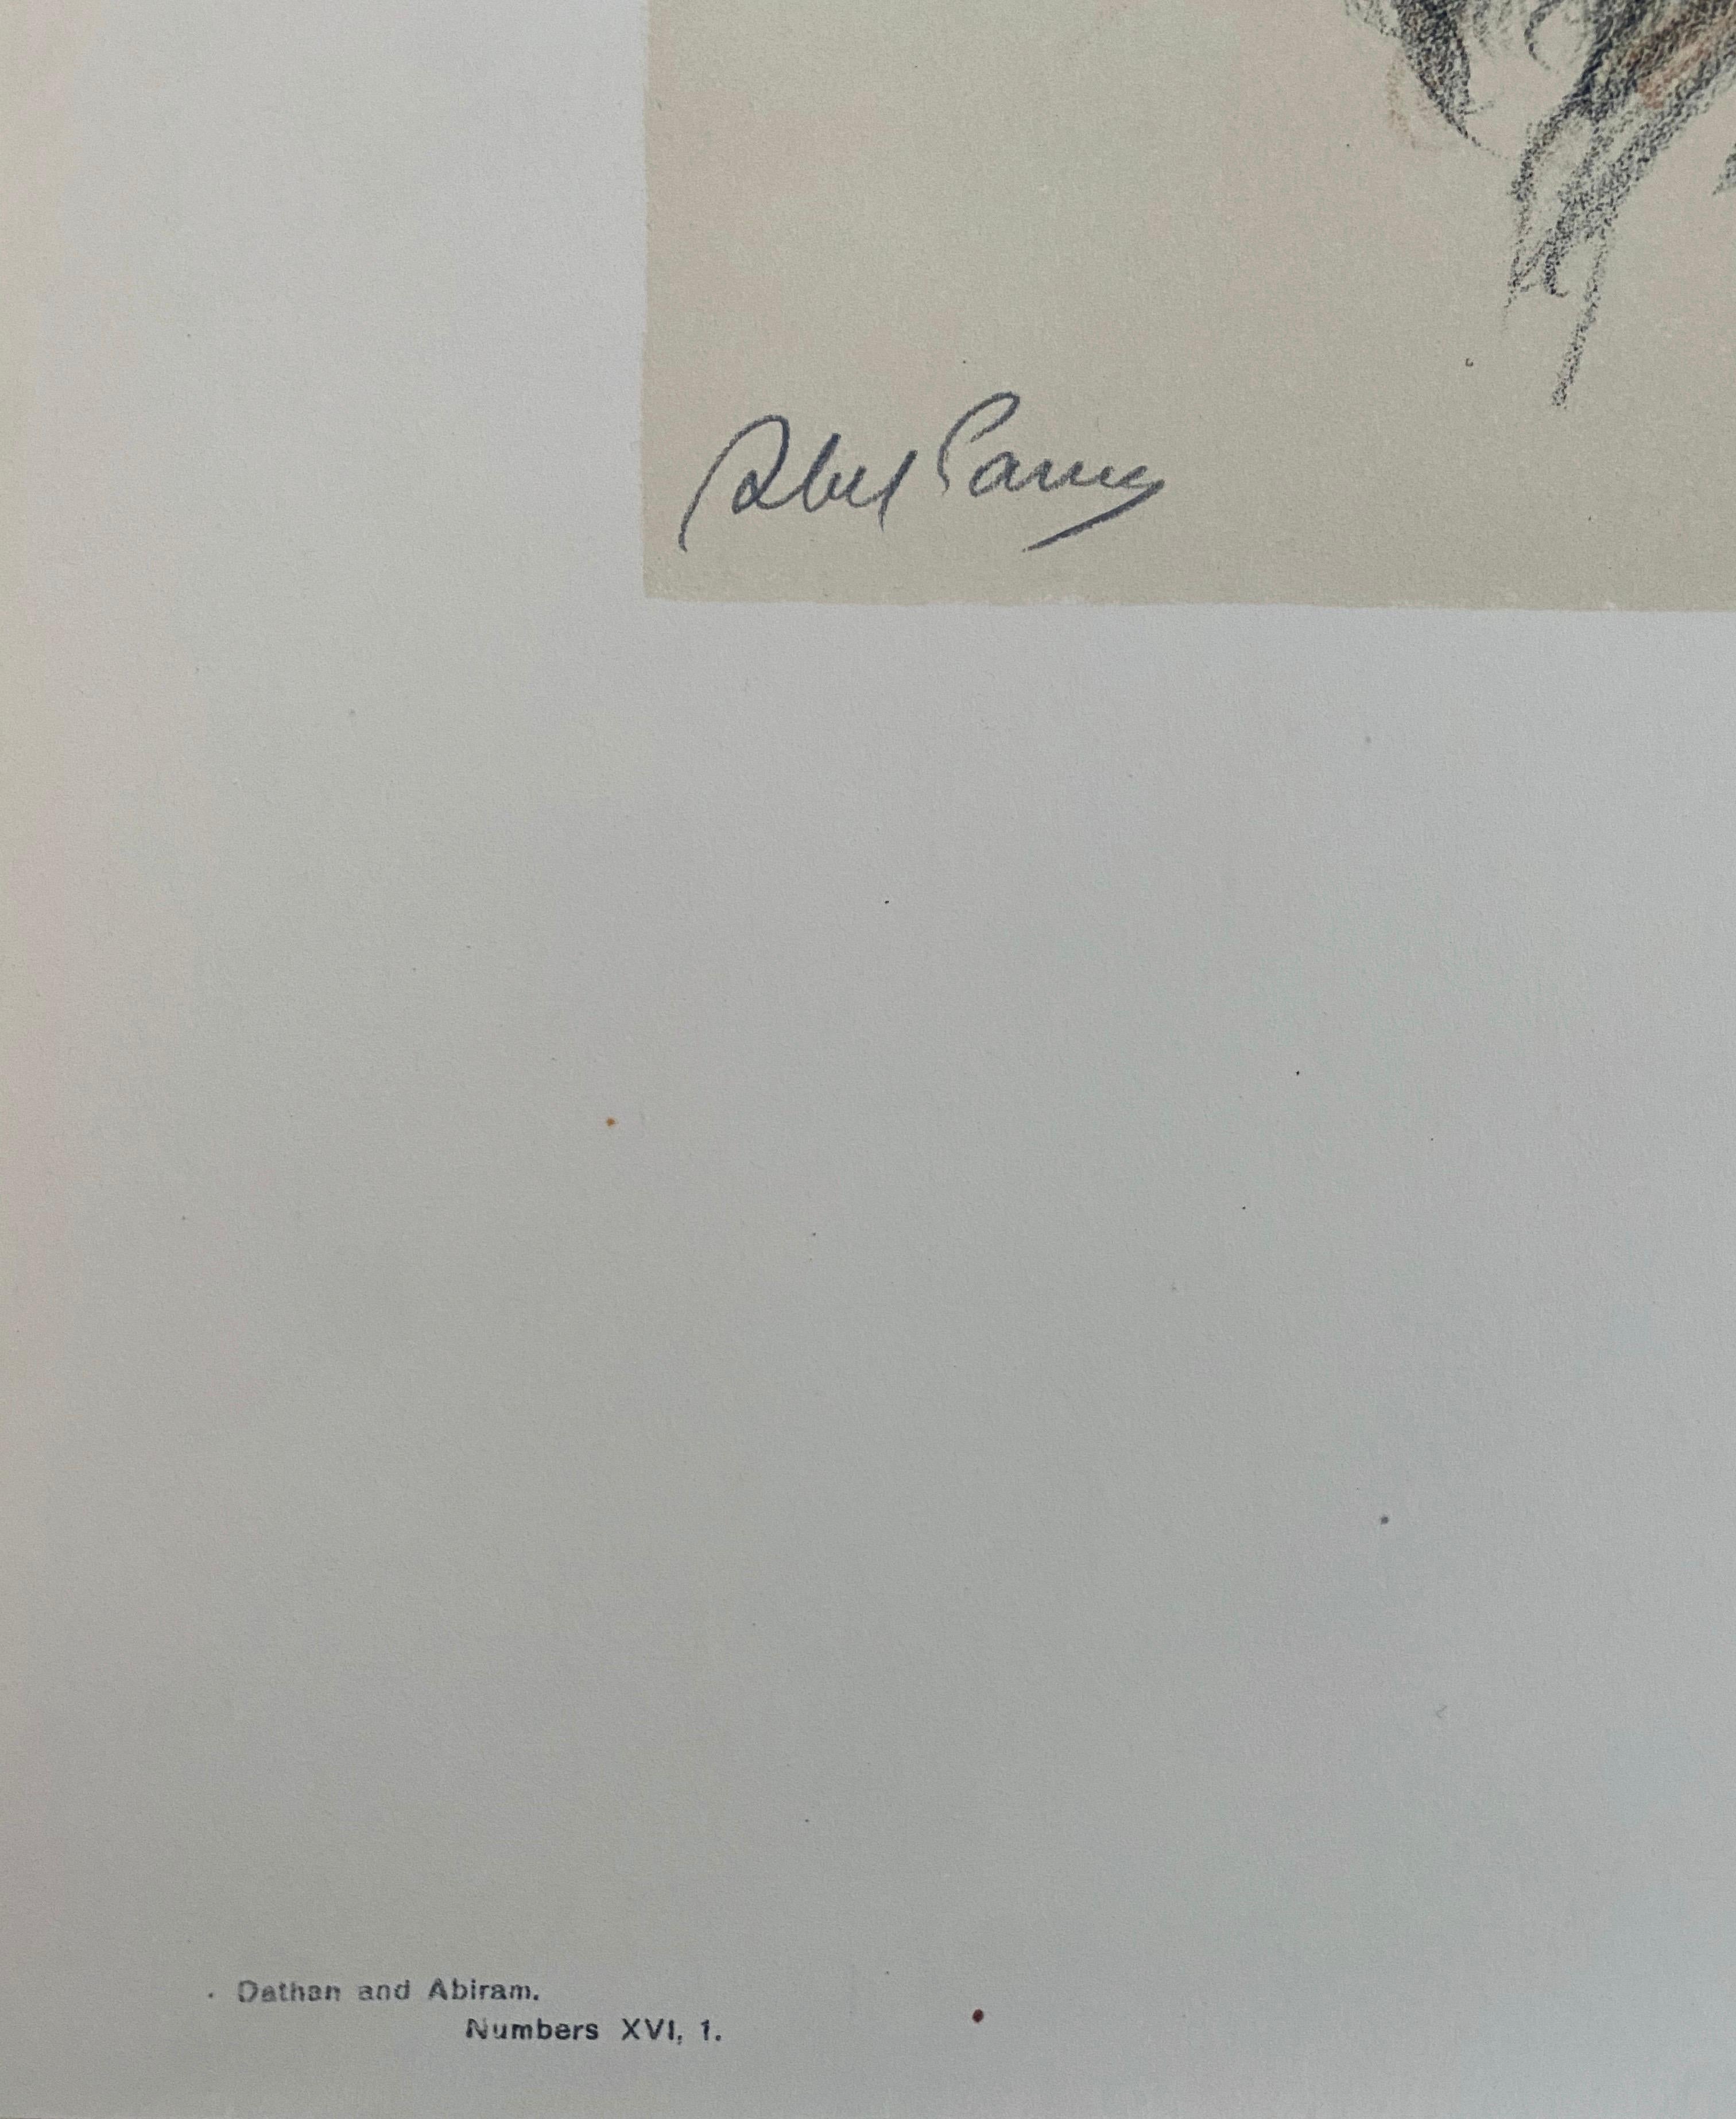 Abel Pann
Dathan and Abiram.
Numbers XVI, 1.